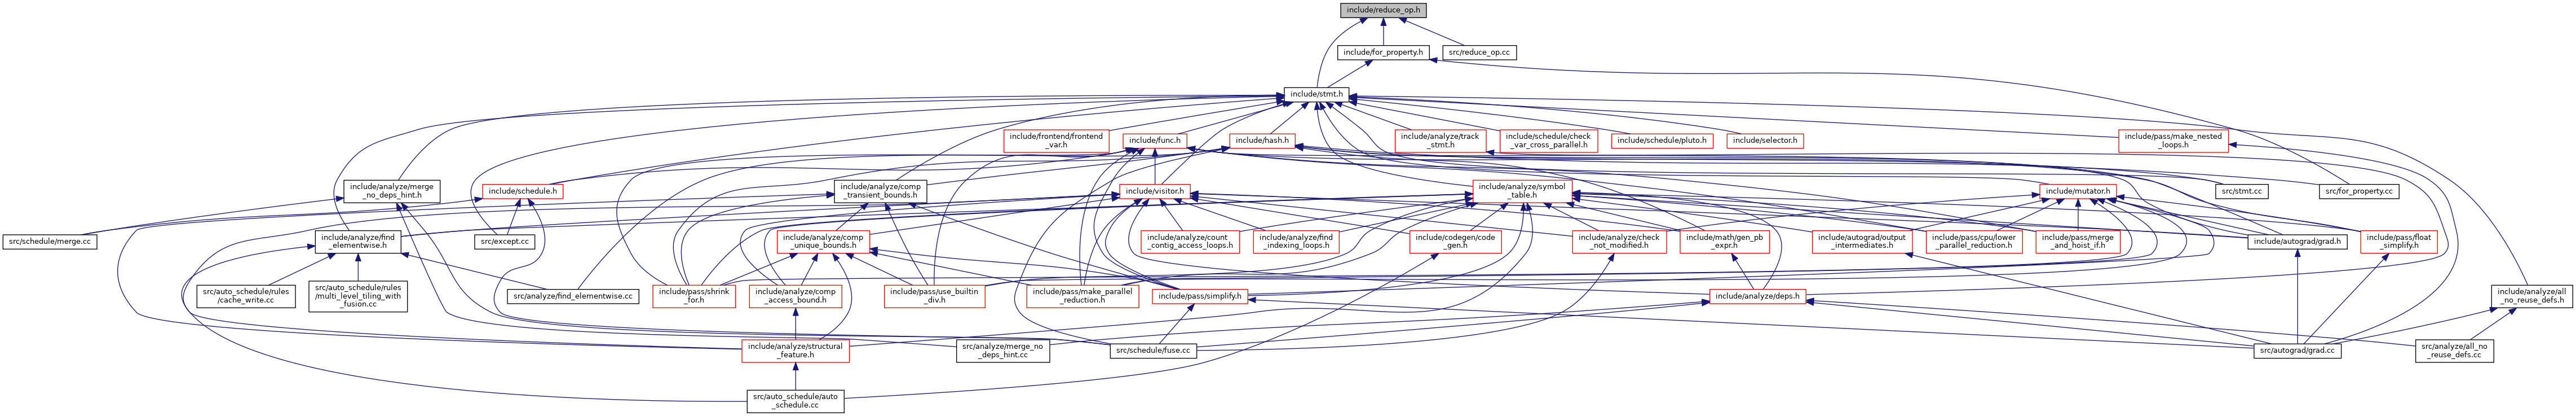 include/reduce_op.h
include/for_property.h
src/reduce_op.cc
include/stmt.h
include/frontend/frontend
_var.h
include/func.h
include/hash.h
include/analyze/track
_stmt.h
include/schedule/check
_var_cross_parallel.h
include/schedule/pluto.h
include/selector.h
include/pass/make_nested
_loops.h
include/analyze/merge
_no_deps_hint.h
include/schedule.h
include/analyze/comp
_transient_bounds.h
include/visitor.h
include/analyze/symbol
_table.h
include/mutator.h
src/stmt.cc
src/for_property.cc
src/schedule/merge.cc
include/analyze/find
_elementwise.h
src/except.cc
include/analyze/comp
_unique_bounds.h
include/analyze/count
_contig_access_loops.h
include/analyze/find
_indexing_loops.h
include/codegen/code
_gen.h
include/analyze/check
_not_modified.h
include/math/gen_pb
_expr.h
include/autograd/output
_intermediates.h
include/pass/cpu/lower
_parallel_reduction.h
include/pass/merge
_and_hoist_if.h
include/autograd/grad.h
include/pass/float
_simplify.h
src/auto_schedule/rules
/cache_write.cc
src/auto_schedule/rules
/multi_level_tiling_with
_fusion.cc
src/analyze/find_elementwise.cc
include/pass/shrink
_for.h
include/analyze/comp
_access_bound.h
include/pass/use_builtin
_div.h
include/pass/make_parallel
_reduction.h
include/pass/simplify.h
include/analyze/deps.h
include/analyze/all
_no_reuse_defs.h
include/analyze/structural
_feature.h
src/analyze/merge_no
_deps_hint.cc
src/schedule/fuse.cc
src/autograd/grad.cc
src/analyze/all_no
_reuse_defs.cc
src/auto_schedule/auto
_schedule.cc